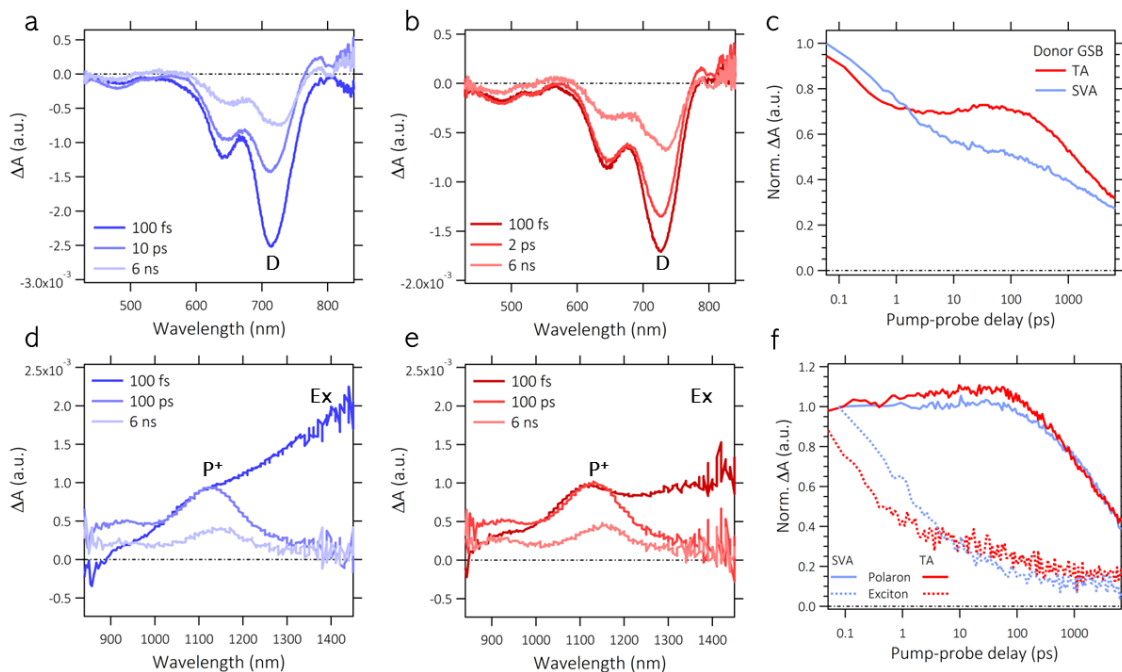 a
0.5
0.0
-0.5
-1.0
-1.5
-2.0
-2.5
-3.0x10⁻³
ΔA (a.u.)
100 fs
10 ps
6 ns
D
500 600 700 800
Wavelength (nm)
b
0.5
0.0
-0.5
-1.0
-1.5
-2.0x10⁻³
ΔA (a.u.)
100 fs
2 ps
6 ns
D
500 600 700 800
Wavelength (nm)
c
1.0
0.8
0.6
0.4
0.2
0.0
Norm. ΔA (a.u.)
Donor GSB
TA
SVA
0.1 1 10 100 1000
Pump-probe delay (ps)
d
2.5x10⁻³
2.0
1.5
1.0
0.5
0.0
-0.5
ΔA (a.u.)
100 fs
100 ps
6 ns
Ex
P⁺
900 1000 1100 1200 1300 1400
Wavelength (nm)
e
2.5x10⁻³
2.0
1.5
1.0
0.5
0.0
-0.5
ΔA (a.u.)
100 fs
100 ps
6 ns
Ex
P⁺
900 1000 1100 1200 1300 1400
Wavelength (nm)
f
1.2
1.0
0.8
0.6
0.4
0.2
0.0
Norm. ΔA (a.u.)
SVA TA
Polaron
Exciton
0.1 1 10 100 1000
Pump-probe delay (ps)